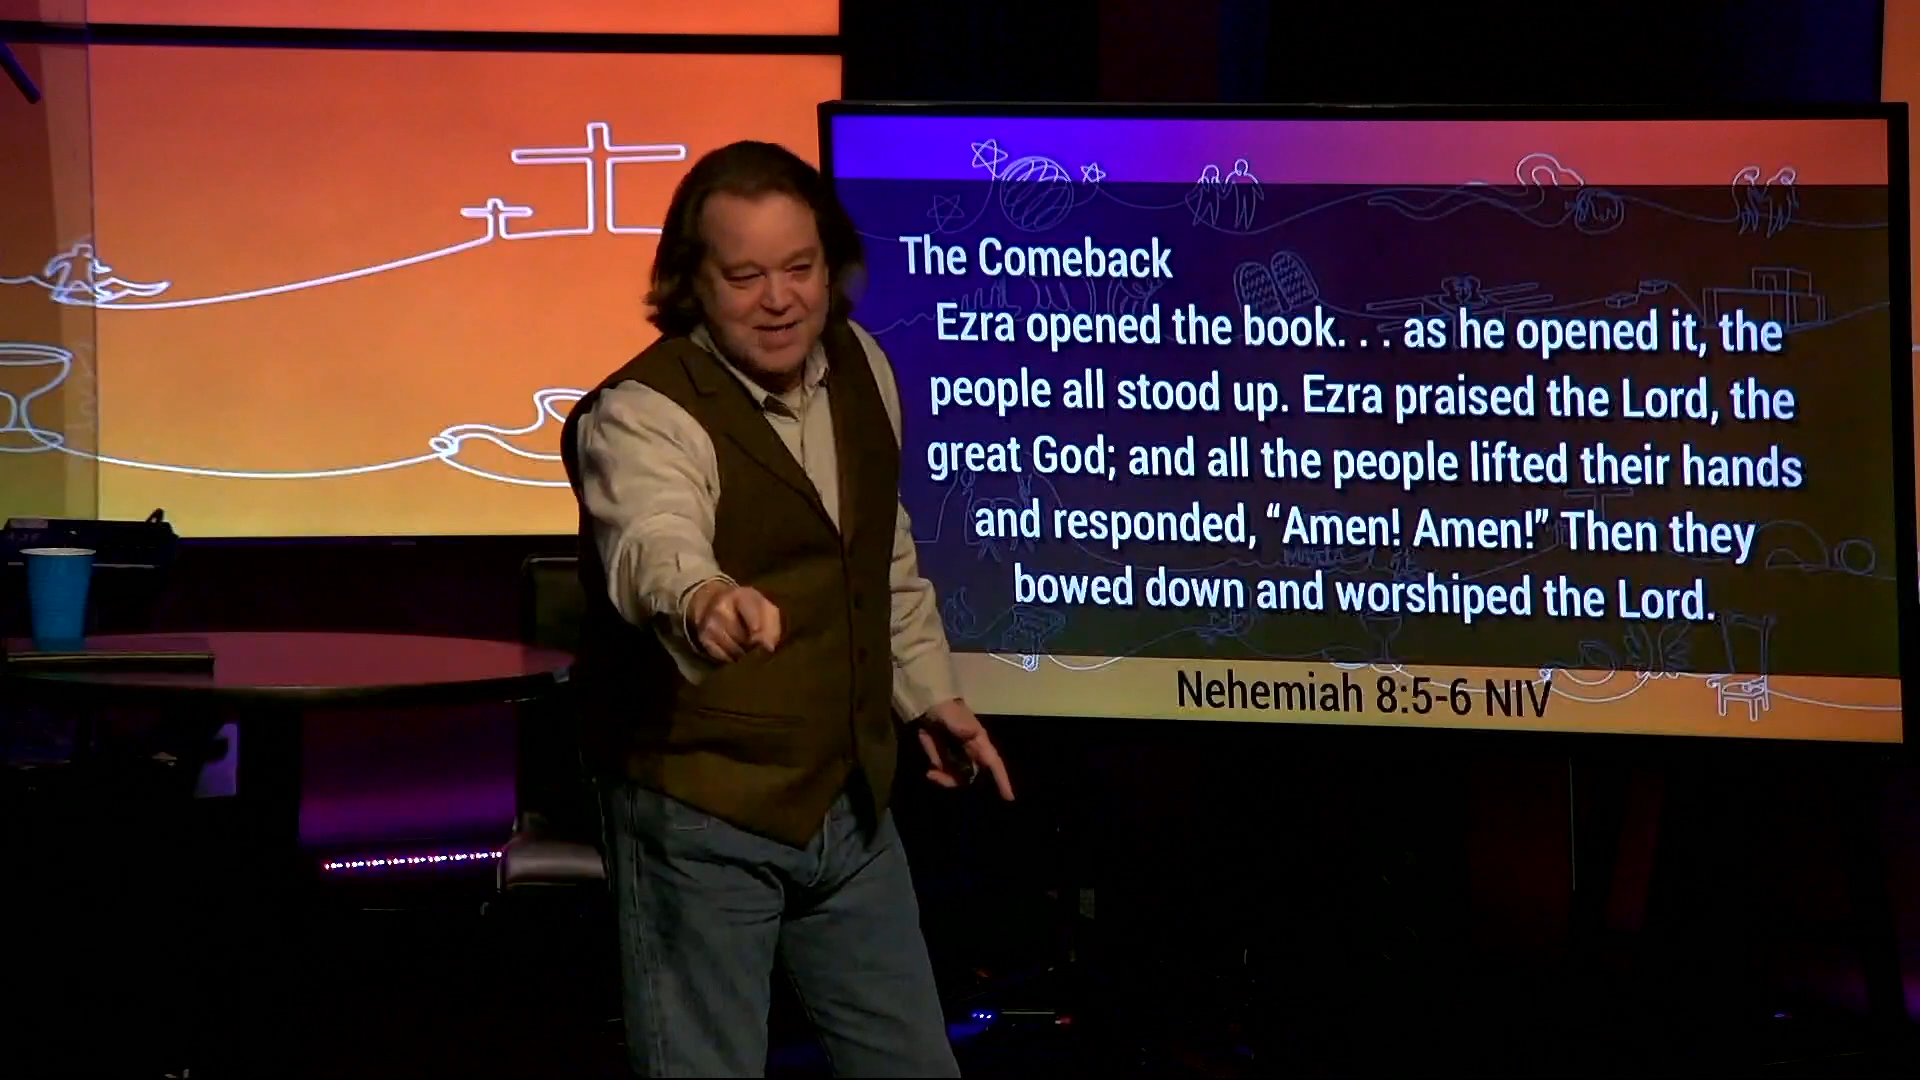 The Comeback
Ezra opened the book. . . as he opened it, the
people all stood up. Ezra praised the Lord, the
great God; and all the people lifted their hands
and responded, “Amen! Amen!” Then they
bowed down and worshiped the Lord.
Nehemiah 8:5-6 NIV